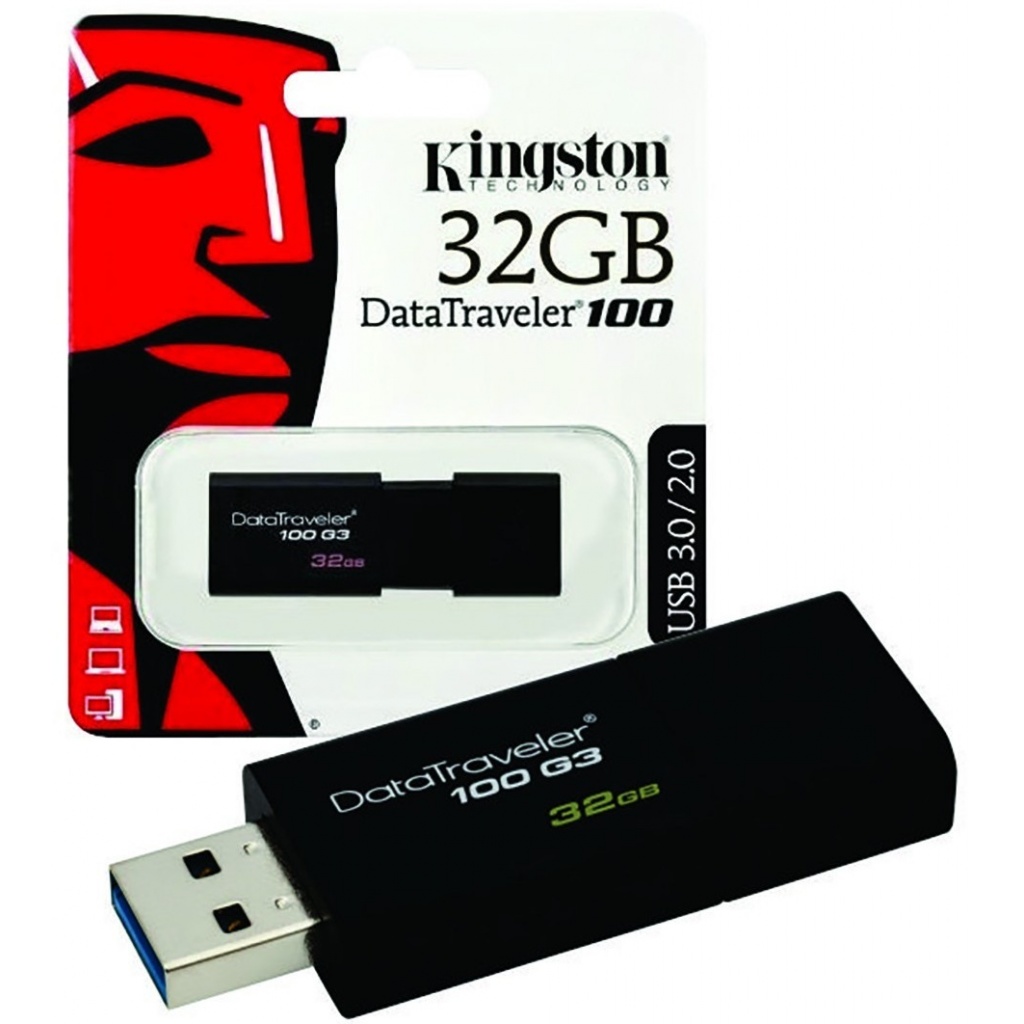 Kingston®
TECHNOLOGY
32GB
DataTraveler® 100
DataTraveler®
100 G3
32GB
USB 3.0 / 2.0
®
DataTraveler®
100 G3
32GB